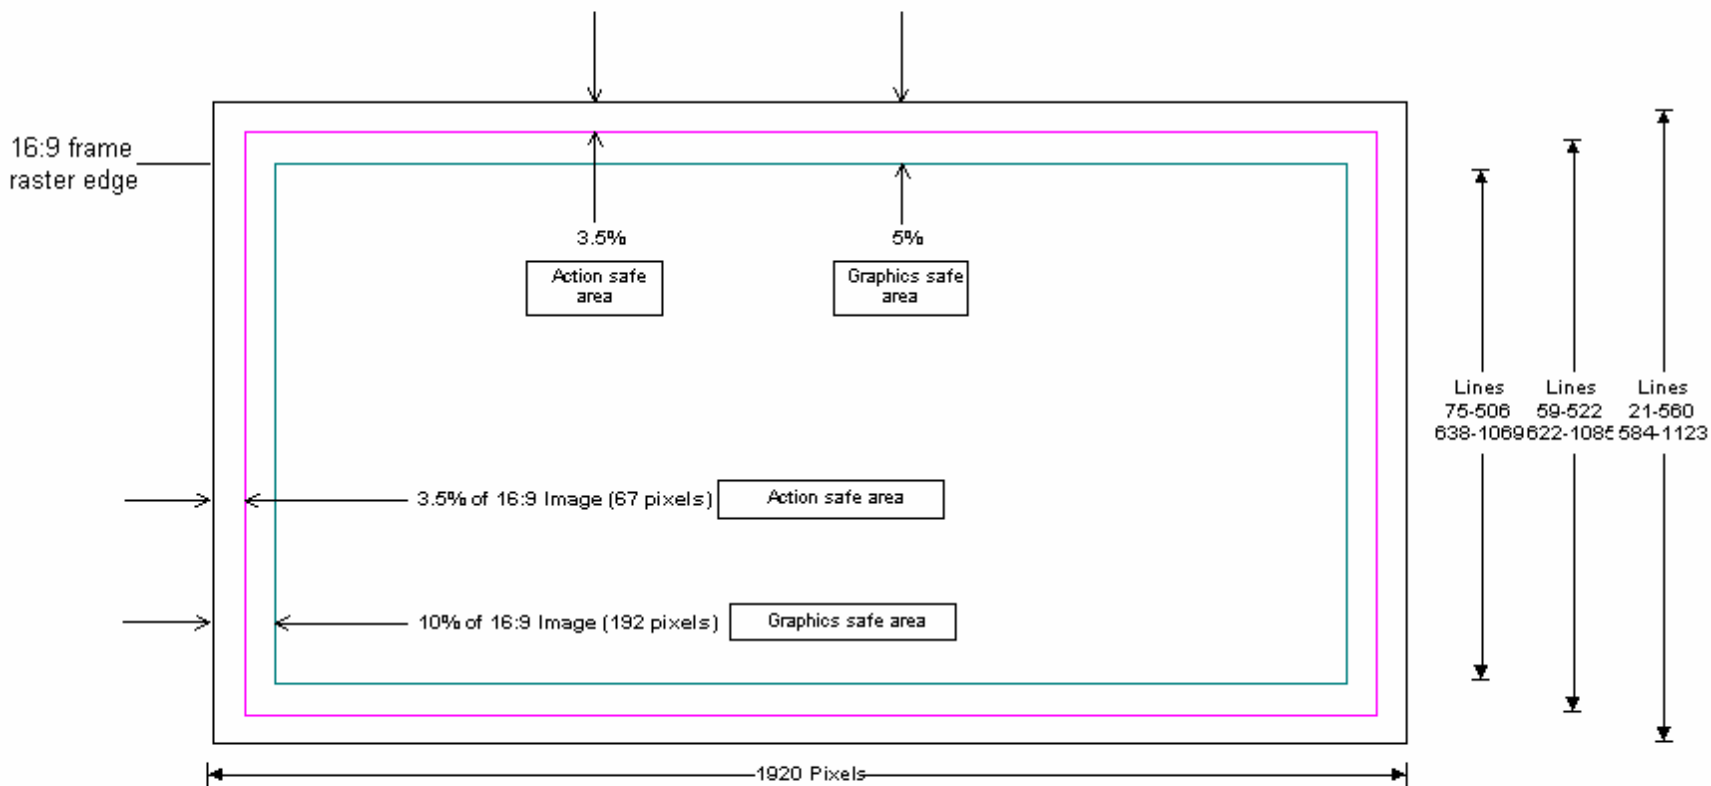 16:9 frame
raster edge
3.5%
5%
Action safe
area
Graphics safe
area
Lines
75-506
638-1069
Lines
59-522
622-1085
Lines
21-560
584-1123
3.5% of 16:9 Image (67 pixels)
Action safe area
10% of 16:9 Image (192 pixels)
Graphics safe area
1920 Pixels